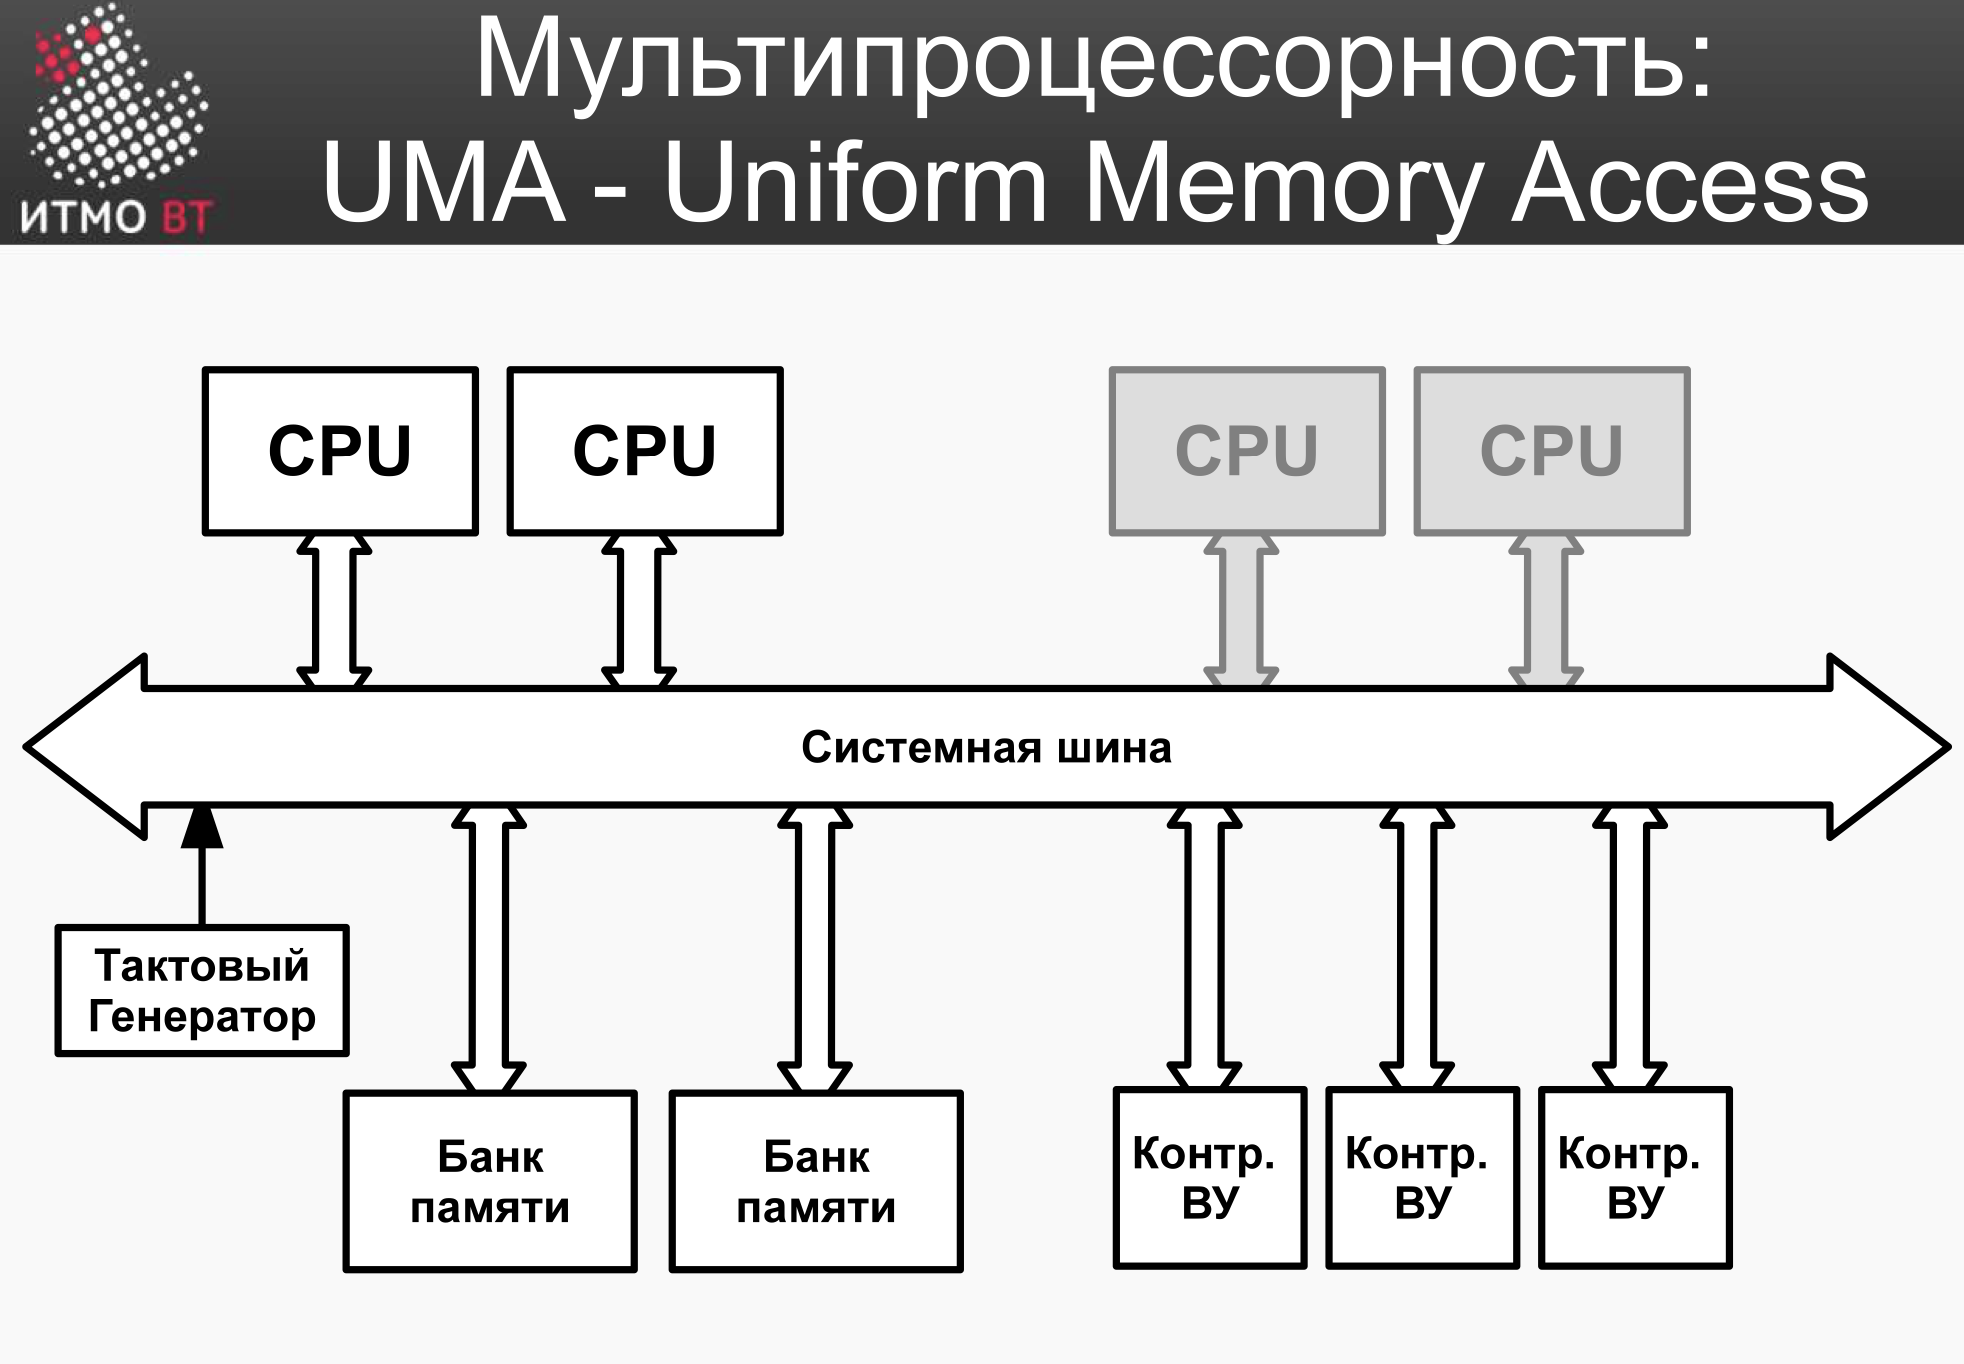 Мультипроцессорность:
UMA - Uniform Memory Access
ИТМО ВТ
CPU
CPU
CPU
CPU
Системная шина
Тактовый
Генератор
Банк
памяти
Банк
памяти
Контр.
ВУ
Контр.
ВУ
Контр.
ВУ